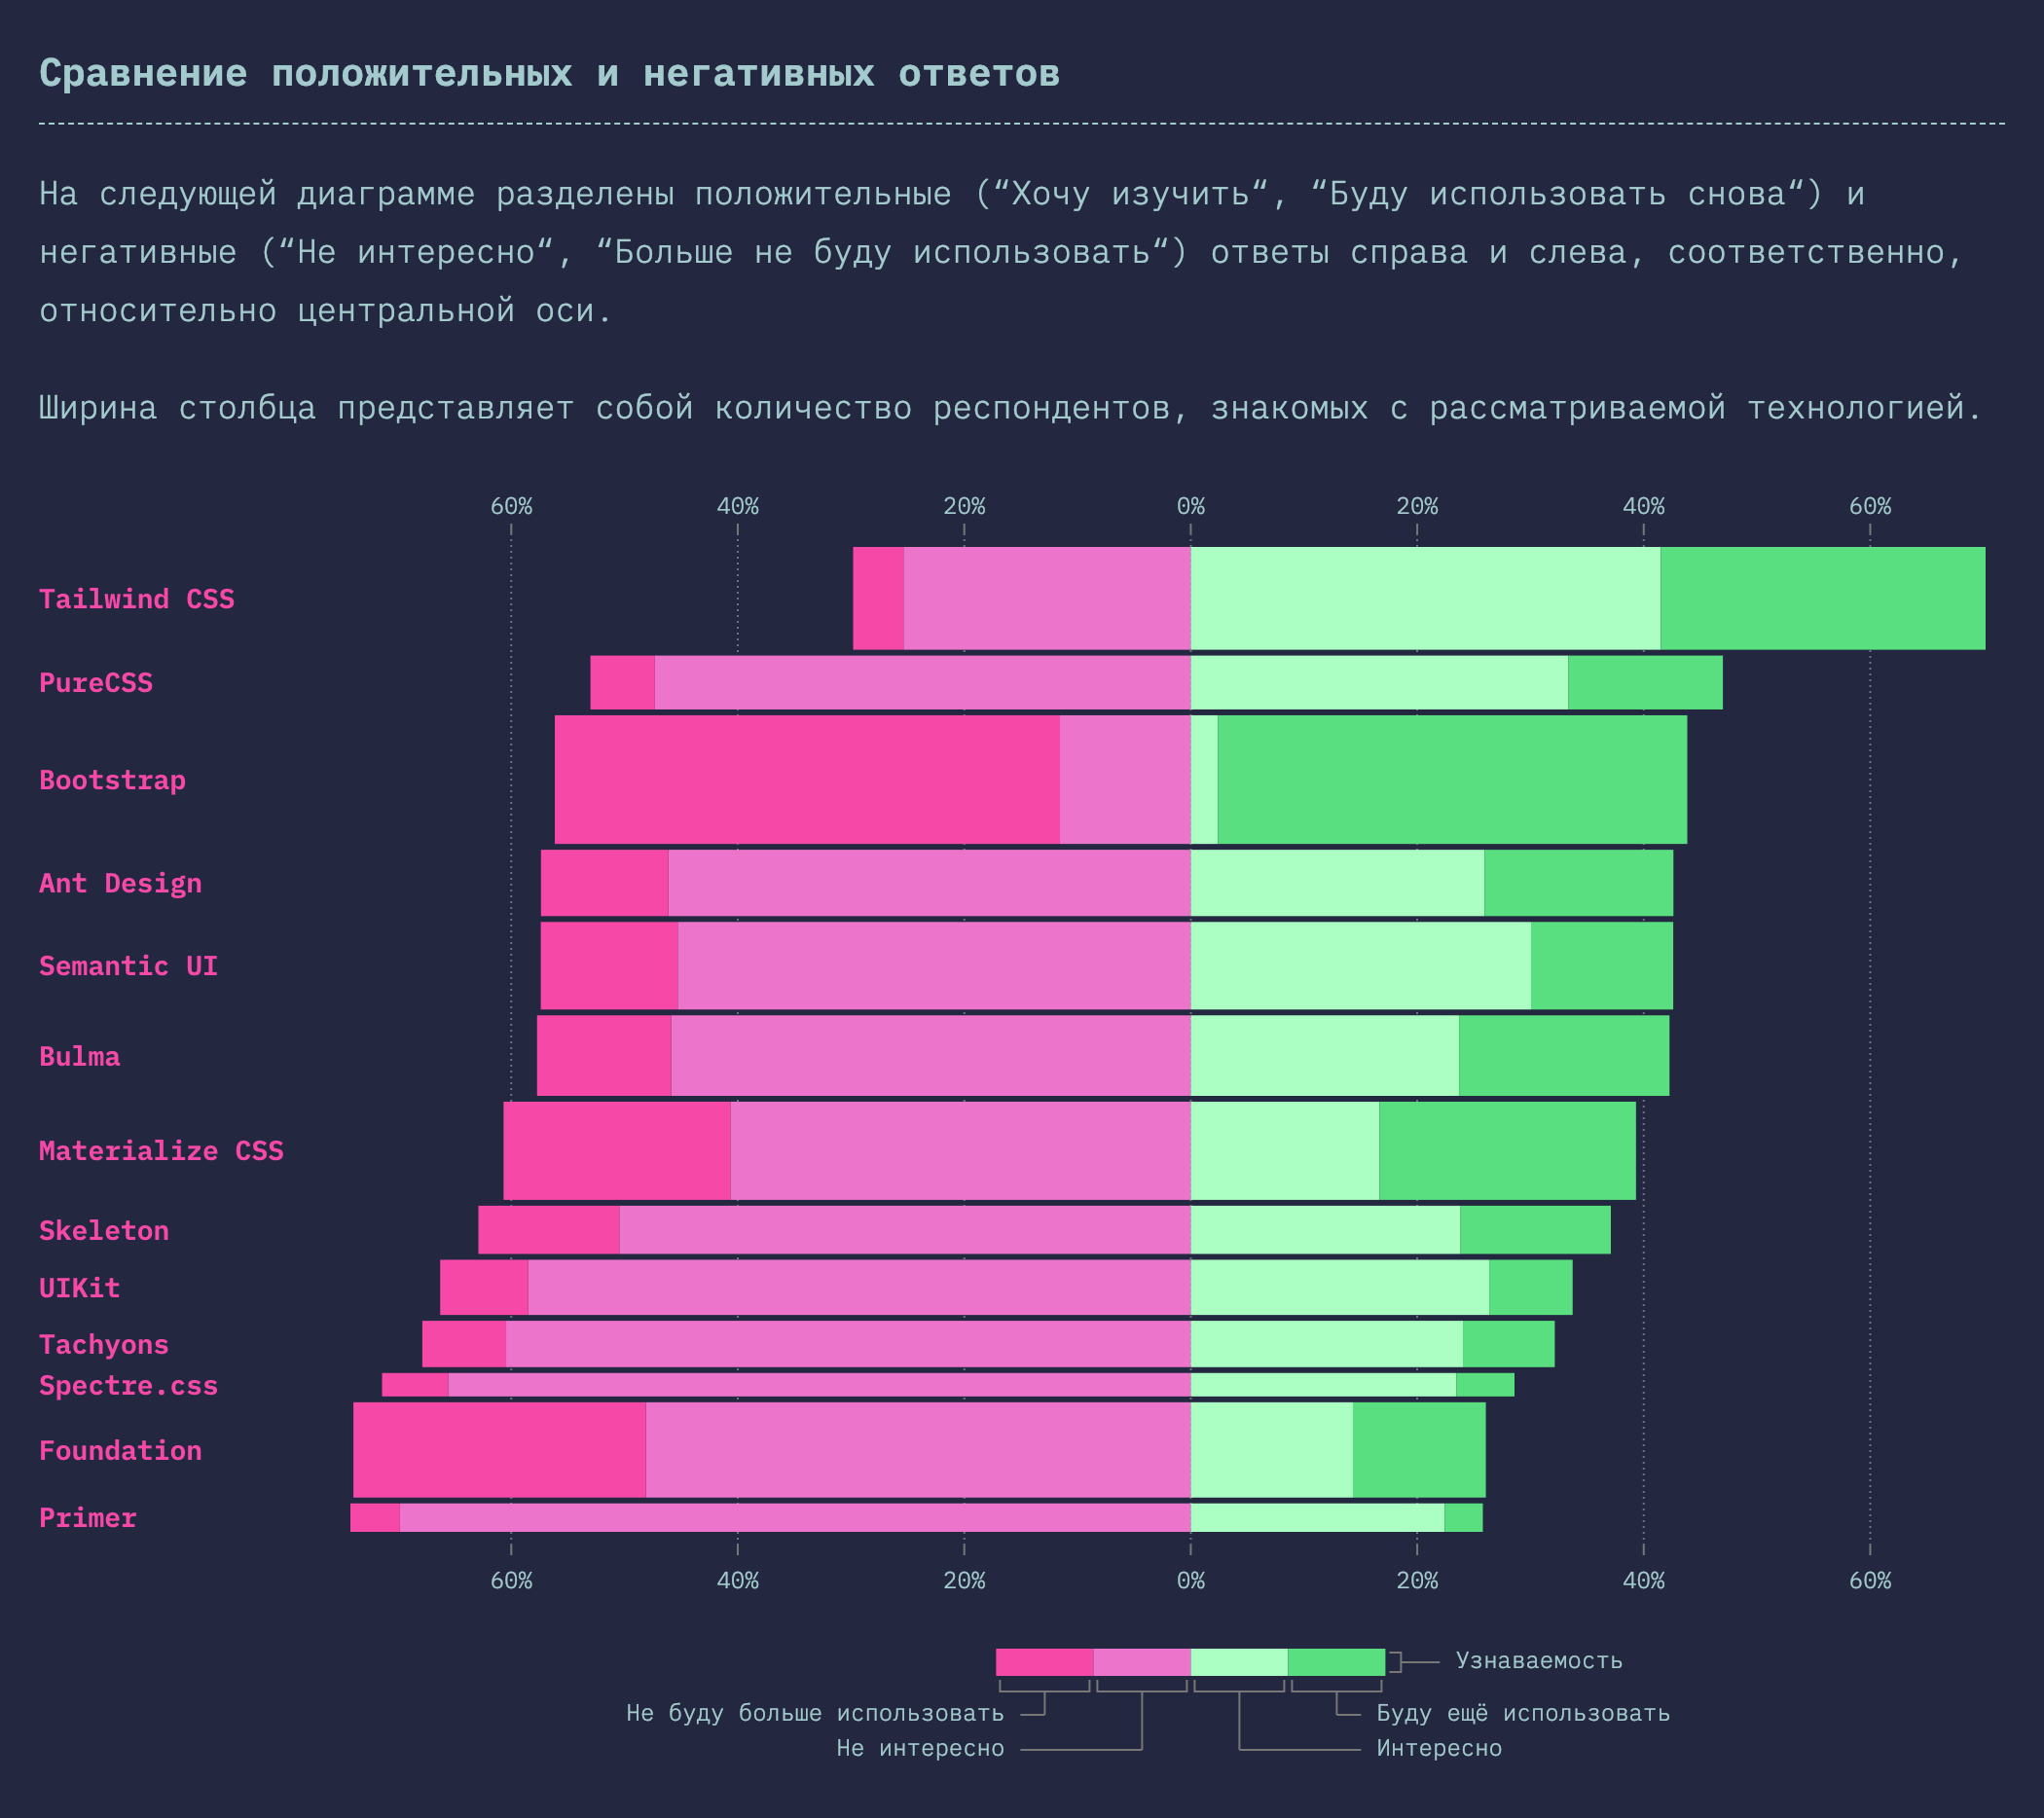 Сравнение положительных и негативных ответов
На следующей диаграмме разделены положительные (“Хочу изучить“, “Буду использовать снова“) и
негативные (“Не интересно“, “Больше не буду использовать“) ответы справа и слева, соответственно,
относительно центральной оси.
Ширина столбца представляет собой количество респондентов, знакомых с рассматриваемой технологией.
60% 40% 20% 0% 20% 40% 60%
Tailwind CSS
PureCSS
Bootstrap
Ant Design
Semantic UI
Bulma
Materialize CSS
Skeleton
UIKit
Tachyons
Spectre.css
Foundation
Primer
60% 40% 20% 0% 20% 40% 60%
Узнаваемость
Не буду больше использовать Буду ещё использовать
Не интересно Интересно